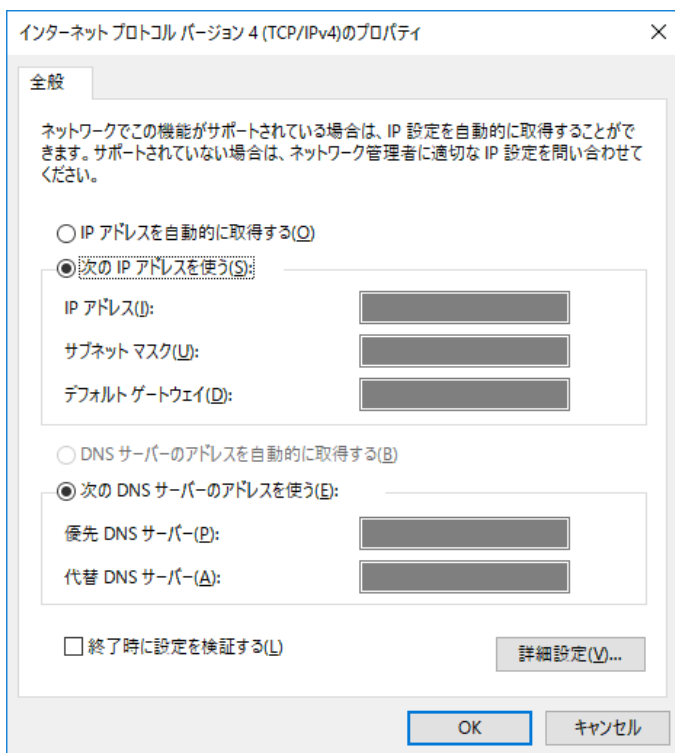 インターネット プロトコル バージョン 4 (TCP/IPv4)のプロパティ
全般
ネットワークでこの機能がサポートされている場合は、IP 設定を自動的に取得することがで
きます。サポートされていない場合は、ネットワーク管理者に適切な IP 設定を問い合わせて
ください。
IP アドレスを自動的に取得する(O)
次の IP アドレスを使う(S):
IP アドレス(I):
サブネット マスク(U):
デフォルト ゲートウェイ(D):
DNS サーバーのアドレスを自動的に取得する(B)
次の DNS サーバーのアドレスを使う(E):
優先 DNS サーバー(P):
代替 DNS サーバー(A):
終了時に設定を検証する(L)
詳細設定(V)...
OK
キャンセル